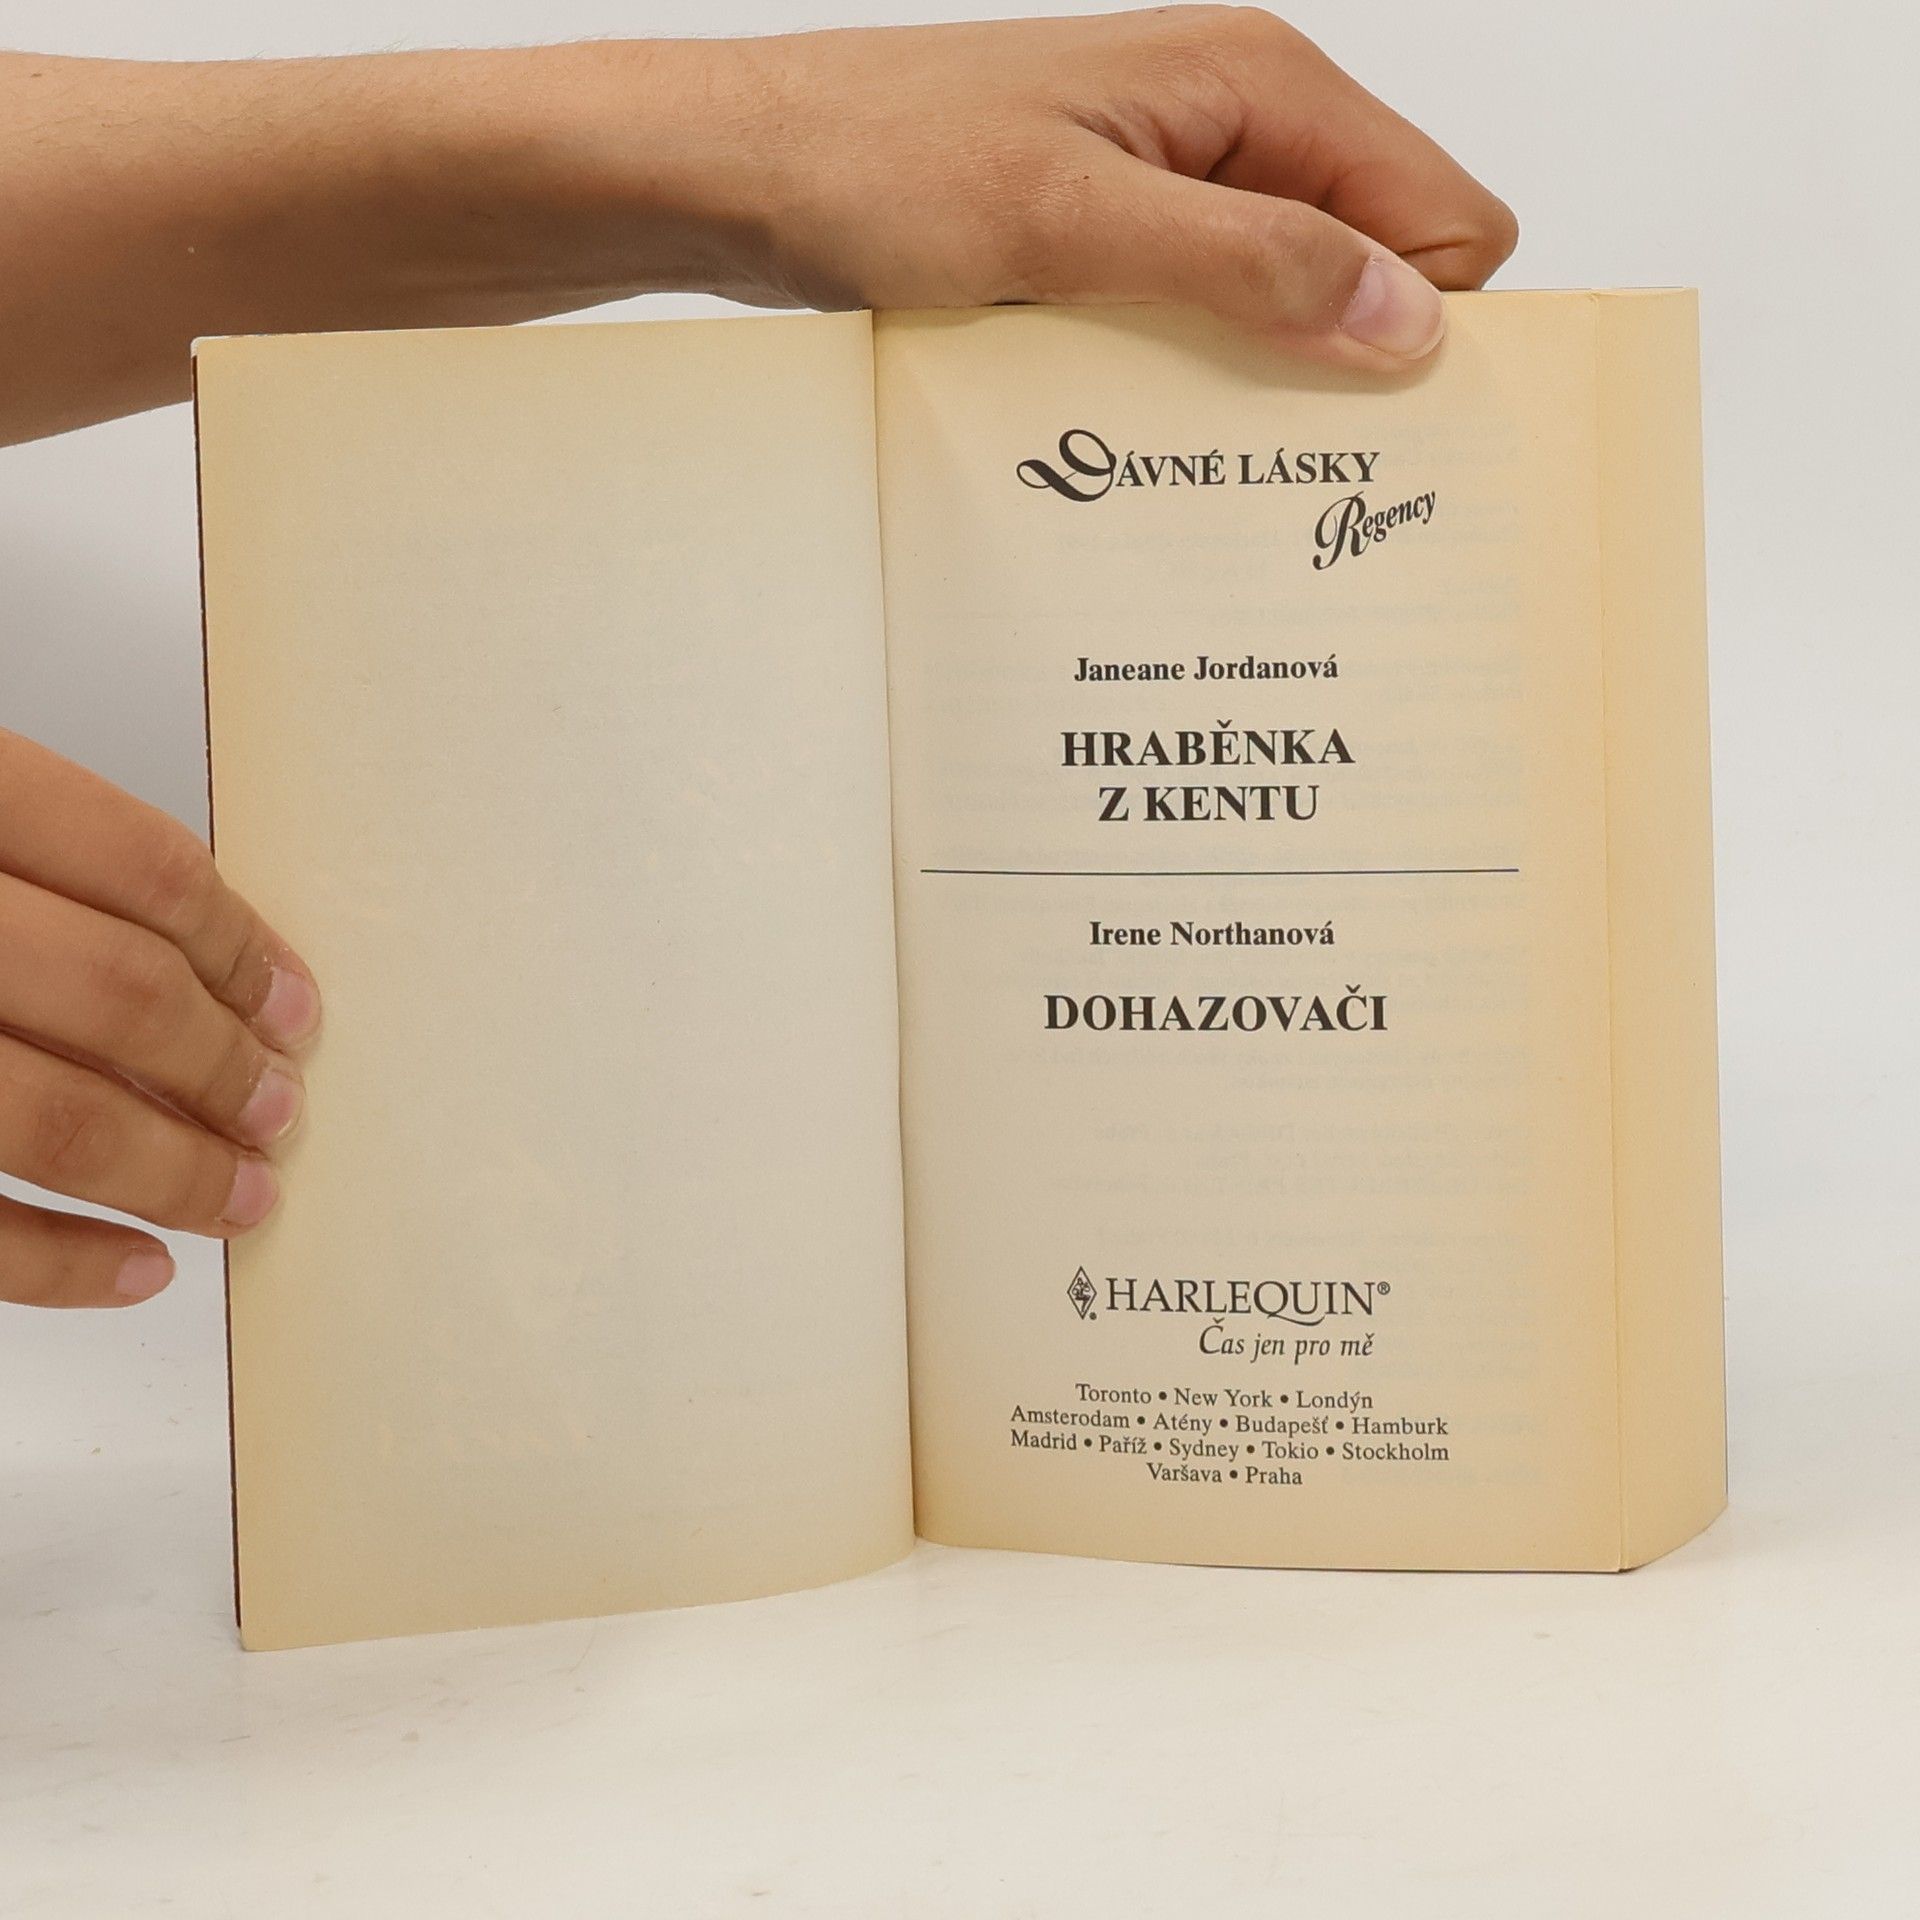 DÁVNÉ LÁSKY
Regency
Janeane Jordanová
HRABĚNKA
Z KENTU
Irene Northanová
DOHAZOVAČI
HARLEQUIN®
Čas jen pro mě
Toronto • New York • Londýn
Amsterodam • Atény • Budapešť • Hamburk
Madrid • Paříž • Sydney • Tokio • Stockholm
Varšava • Praha